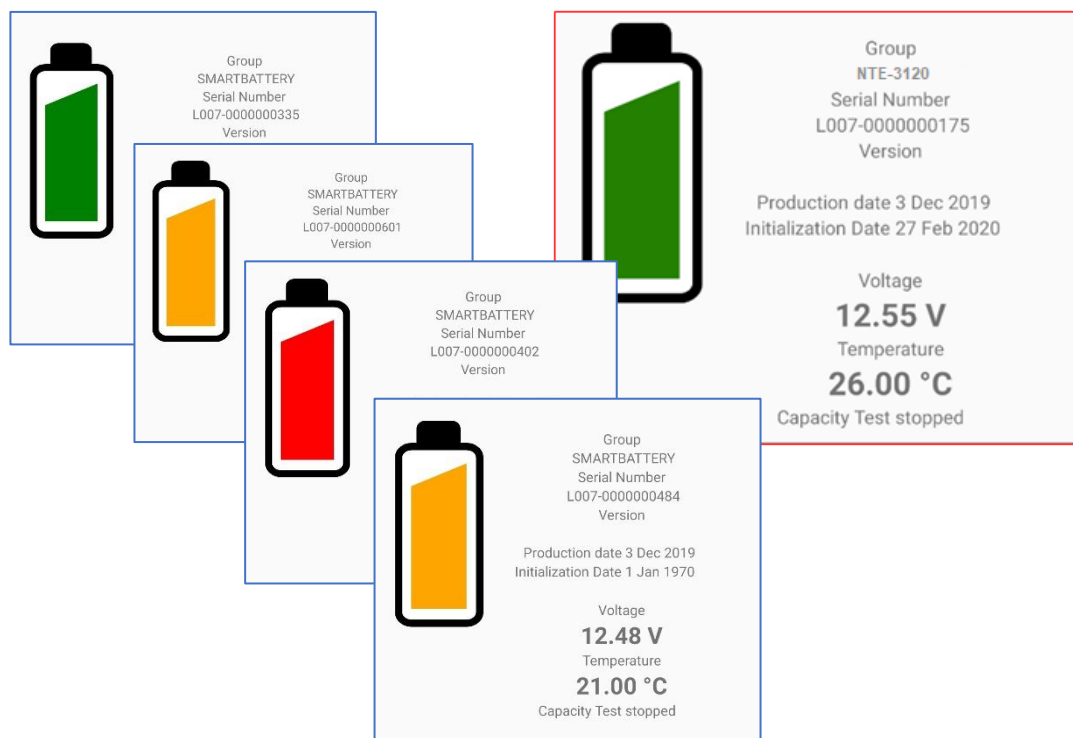 Group
SMARTBATTERY
Serial Number
L007-0000000335
Version
Group
SMARTBATTERY
Serial Number
L007-0000000601
Version
Group
SMARTBATTERY
Serial Number
L007-0000000402
Version
Group
SMARTBATTERY
Serial Number
L007-0000000484
Version
Production date 3 Dec 2019
Initialization Date 1 Jan 1970
Voltage
12.48 V
Temperature
21.00 °C
Capacity Test stopped
Group
NTE-3120
Serial Number
L007-0000000175
Version
Production date 3 Dec 2019
Initialization Date 27 Feb 2020
Voltage
12.55 V
Temperature
26.00 °C
Capacity Test stopped